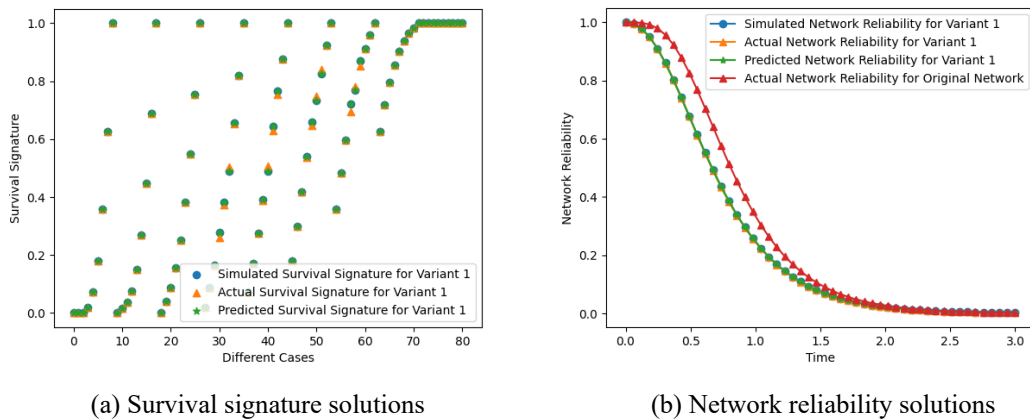 1.0
0.8
0.6
0.4
0.2
0.0
Survival Signature
0 10 20 30 40 50 60 70 80
Different Cases
Simulated Survival Signature for Variant 1
Actual Survival Signature for Variant 1
Predicted Survival Signature for Variant 1
(a) Survival signature solutions
1.0
0.8
0.6
0.4
0.2
0.0
Network Reliability
0.0 0.5 1.0 1.5 2.0 2.5 3.0
Time
Simulated Network Reliability for Variant 1
Actual Network Reliability for Variant 1
Predicted Network Reliability for Variant 1
Actual Network Reliability for Original Network
(b) Network reliability solutions